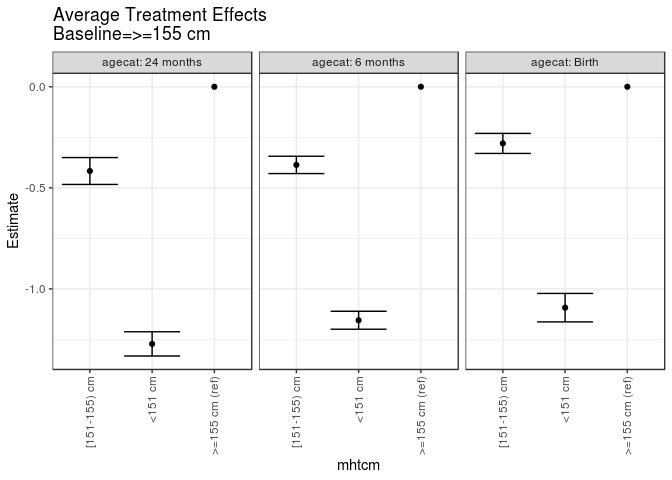 Average Treatment Effects
Baseline=>=155 cm
agecat: 24 months
agecat: 6 months
agecat: Birth
Estimate
0.0
-0.5
-1.0
[151-155) cm
<151 cm
>=155 cm (ref)
[151-155) cm
<151 cm
>=155 cm (ref)
[151-155) cm
<151 cm
>=155 cm (ref)
mhtcm